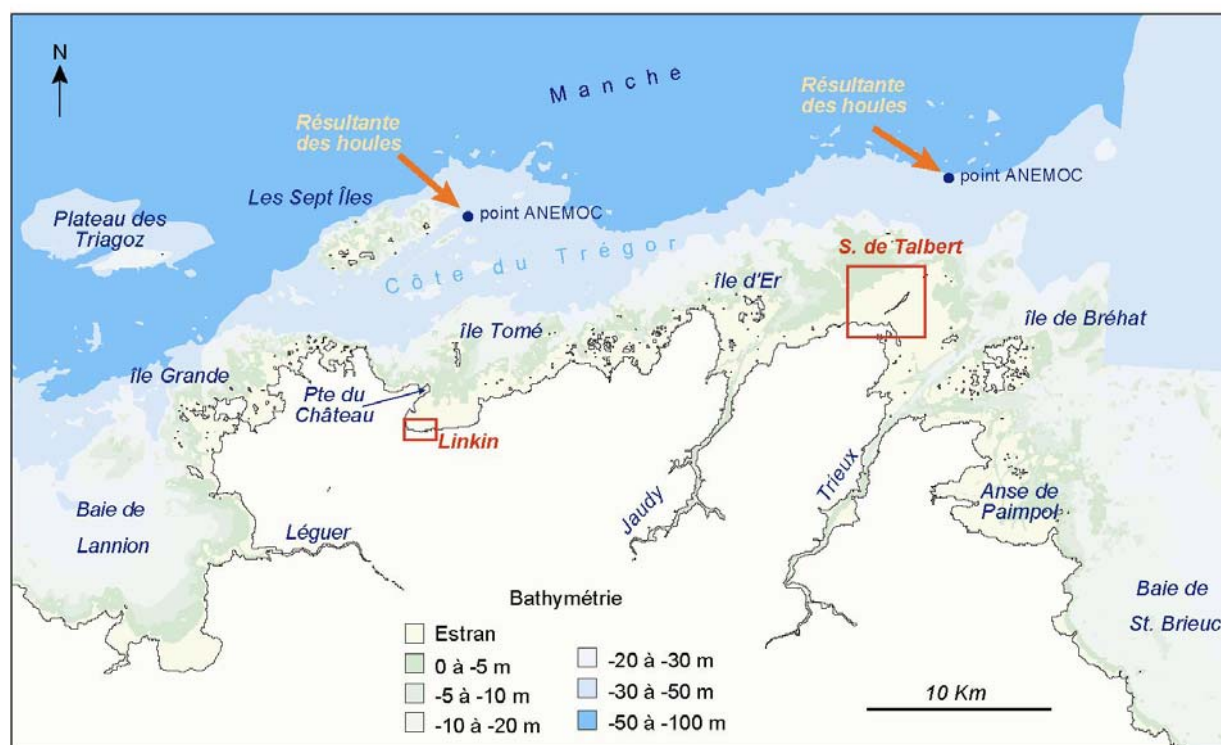 N
Manche
Résultante
des houles
Résultante
des houles
point ANEMOC
point ANEMOC
Les Sept Îles
Plateau des
Triagoz
Côte du Trégor
S. de Talbert
île d'Er
île Tomé
île de Bréhat
île Grande
Pte du
Château
Linkin
Baie de
Lannion
Léguer
Jaudy
Trieux
Anse de
Paimpol
Baie de
St. Brieuc
Bathymétrie
Estran
0 à -5 m
-5 à -10 m
-10 à -20 m
-20 à -30 m
-30 à -50 m
-50 à -100 m
10 Km